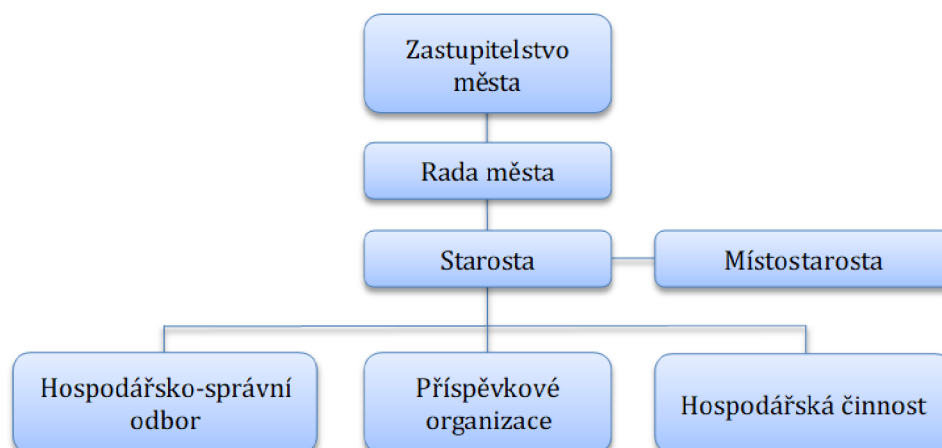 Zastupitelstvo
města
Rada města
Starosta
Místostarosta
Hospodářsko-správní
odbor
Příspěvkové
organizace
Hospodářská činnost